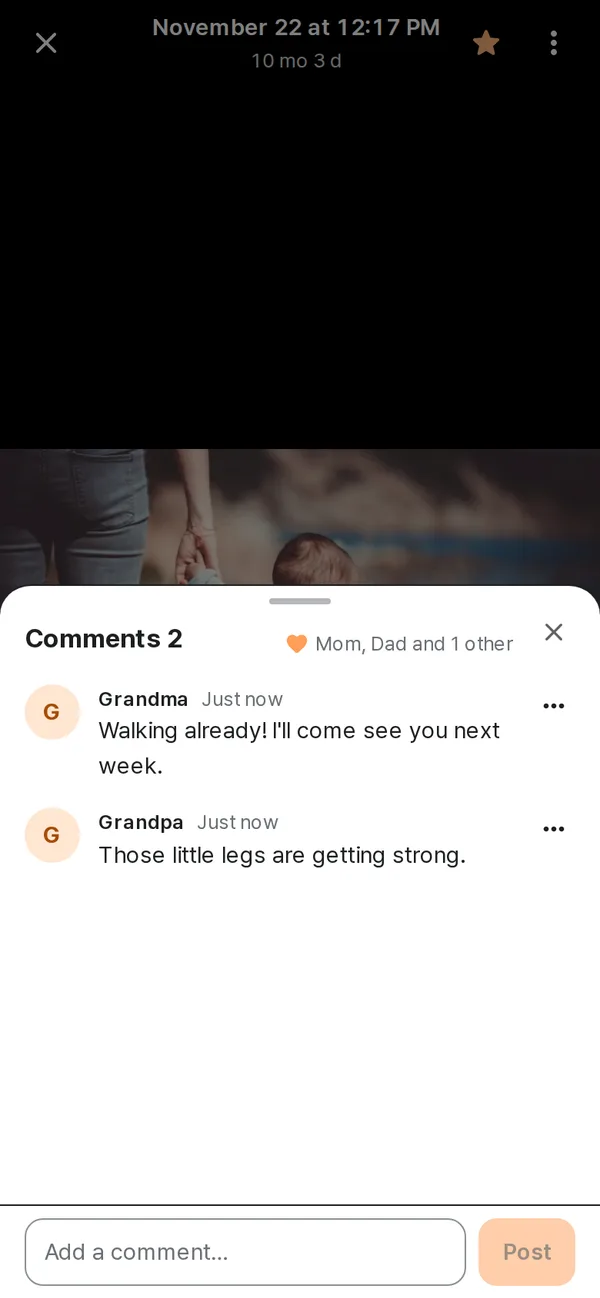 November 22 at 12:17 PM
10 mo 3 d
Comments 2
Mom, Dad and 1 other
G
Grandma Just now
Walking already! I'll come see you next
week.
G
Grandpa Just now
Those little legs are getting strong.
Add a comment...
Post